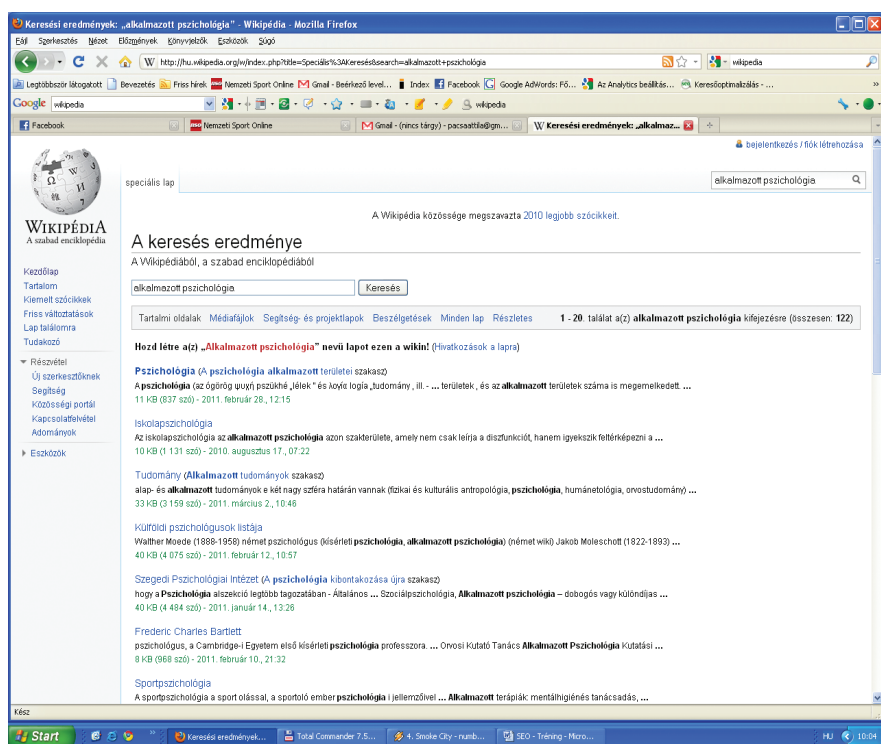 Keresési eredmények: „alkalmazott pszichológia” - Wikipédia - Mozilla Firefox
Fájl Szerkesztés Nézet Előzmények Könyvjelzők Eszközök Súgó
http://hu.wikipedia.org/w/index.php?title=Speciális%3AKeresés&search=alkalmazott+pszichológia
wikipedia
Legtöbbször látogatott Bevezetés Friss hírek Nemzeti Sport Online Gmail - Beérkező level... Index Facebook Google AdWords: Fő... Az Analytics beállítás... Keresőoptimalizálás - ...
Google wikipedia wikipedia
Facebook Nemzeti Sport Online Gmail - (nincs tárgy) - pacsaattila@gm... Keresési eredmények: „alkalmaz...
bejelentkezés / fiók létrehozása
speciális lap
alkalmazott pszichológia
A Wikipédia közössége megszavazta 2010 legjobb szócikkeit.
WIKIPÉDIA
A szabad enciklopédia
A keresés eredménye
A Wikipédiából, a szabad enciklopédiából
alkalmazott pszichológia Keresés
Kezdőlap
Tartalom
Kiemelt szócikkek
Friss változtatások
Lap találomra
Tudakozó
Részvétel
Új szerkesztőknek
Segítség
Közösségi portál
Kapcsolatfelvétel
Adományok
Eszközök
Tartalmi oldalak Médiafájlok Segítség- és projektlapok Beszélgetések Minden lap Részletes 1 - 20. találat a(z) alkalmazott pszichológia kifejezésre (összesen: 122)
Hozd létre a(z) „Alkalmazott pszichológia” nevű lapot ezen a wikin! (Hivatkozások a lapra)
Pszichológia (A pszichológia alkalmazott területei szakasz)
A pszichológia (az ógörög ψυχή pszükhé „lélek” és λογία logía „tudomány , ill. - ... területek , és az alkalmazott területek száma is megemelkedett. ...
11 KB (837 szó) - 2011. február 28., 12:15
Iskolapszichológia
Az iskolapszichológia az alkalmazott pszichológia azon szakterülete, amely nem csak leírja a diszfunkciót, hanem igyekszik feltérképezni a ...
10 KB (1 131 szó) - 2010. augusztus 17., 07:22
Tudomány (Alkalmazott tudományok szakasz)
alap- és alkalmazott tudományok e két nagy szféra határán vannak (fizikai és kulturális antropológia, pszichológia, humánetológia, orvostudomány) ...
33 KB (3 159 szó) - 2011. március 2., 10:46
Külföldi pszichológusok listája
Walther Moede (1888-1958) német pszichológus (kísérleti pszichológia, alkalmazott pszichológia) (német wiki) Jakob Moleschott (1822-1893) ...
40 KB (4 075 szó) - 2011. február 12., 10:57
Szegedi Pszichológiai Intézet (A pszichológia kibontakozása újra szakasz)
hogy a Pszichológia alszekció legtöbb tagozatában - Általános ... Szociálpszichológia, Alkalmazott pszichológia – dobogós vagy különdíjas ...
40 KB (4 484 szó) - 2011. január 14., 13:26
Frederic Charles Bartlett
pszichológus, a Cambridge-i Egyetem első kísérleti pszichológia professzora. ... Orvosi Kutató Tanács Alkalmazott Pszichológia Kutatási ...
8 KB (968 szó) - 2011. február 10., 21:32
Sportpszichológia
A sportpszichológia a sport olással, a sportoló ember pszichológia i jellemzőivel ... Alkalmazott terápiák: mentálhigiénés tanácsadás, ...
Kész
Start Keresési eredmények... Total Commander 7.5... 4. Smoke City - numb... SEO - Tréning - Micro... HU 10:04